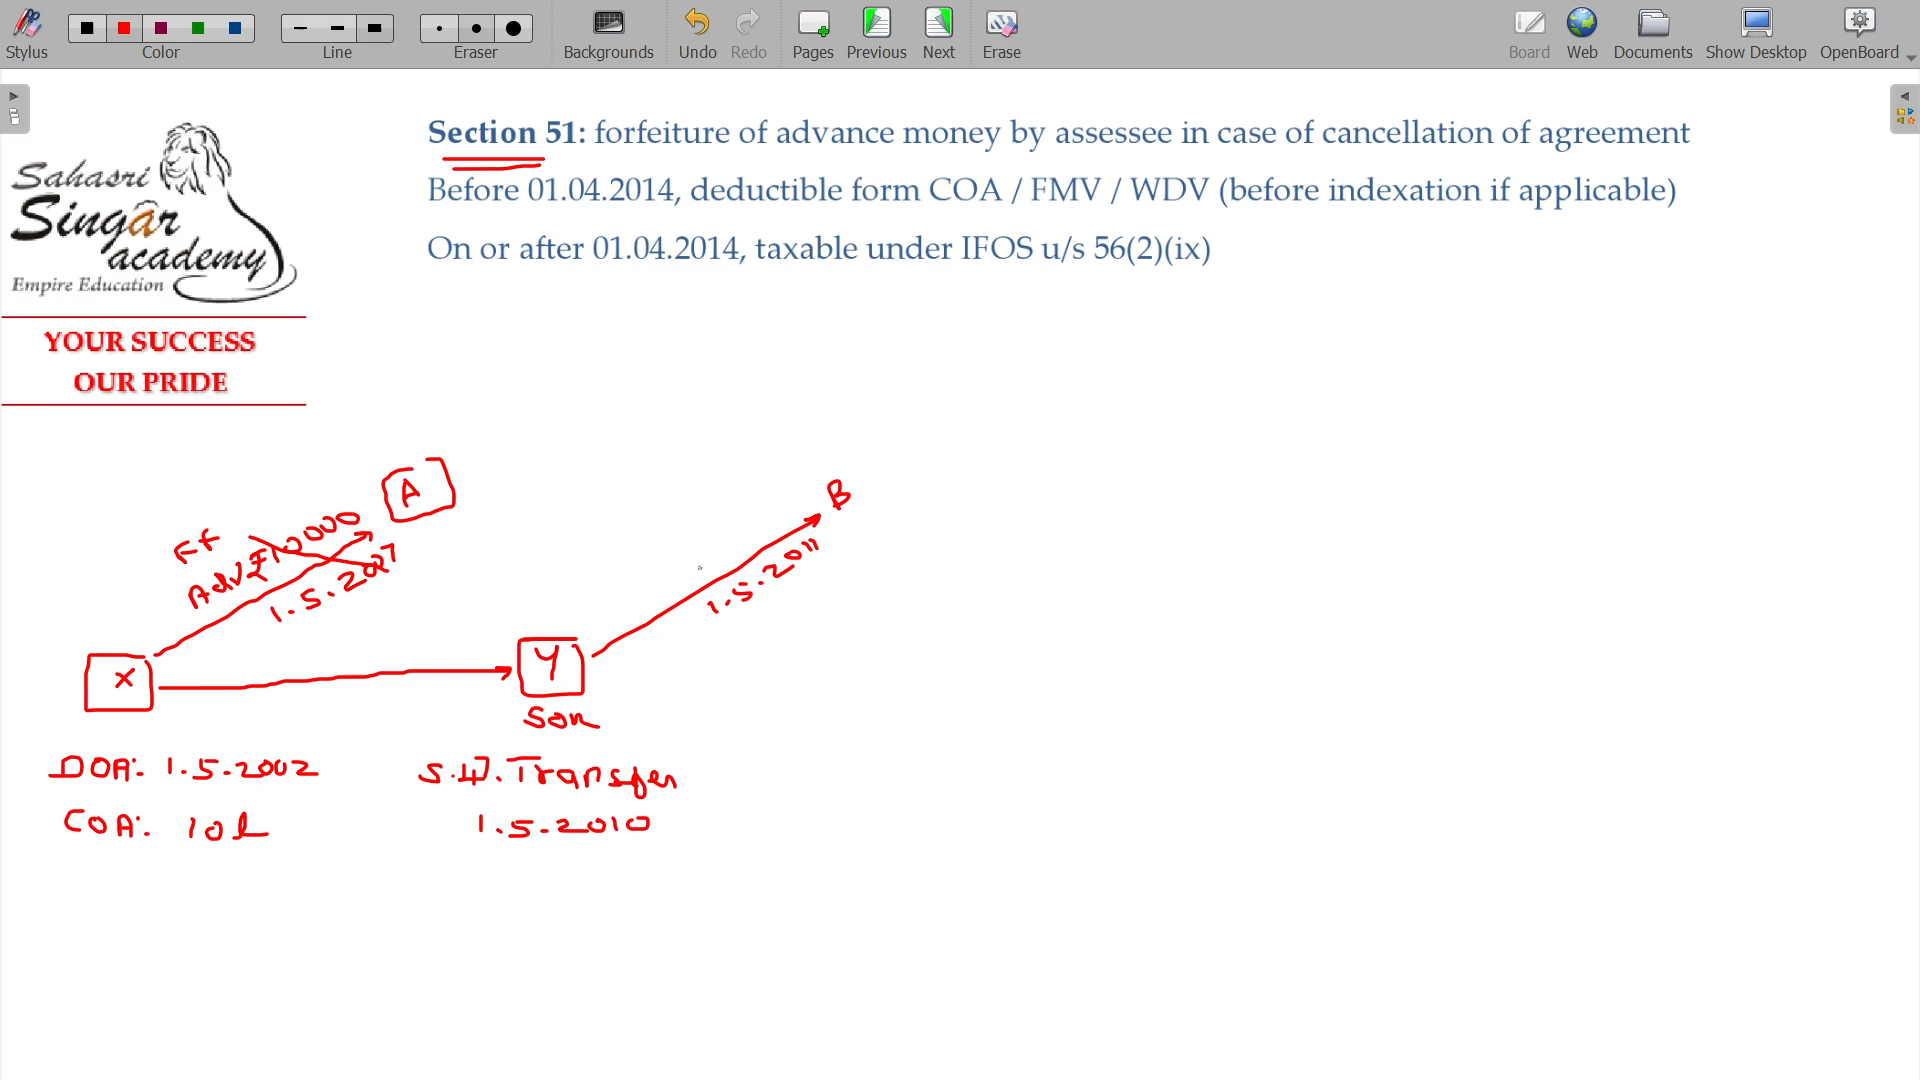 Stylus Color Line Eraser Backgrounds Undo Redo Pages Previous Next Erase Board Web Documents Show Desktop OpenBoard
Sahasri
Singar
academy
Empire Education
YOUR SUCCESS
OUR PRIDE
Section 51: forfeiture of advance money by assessee in case of cancellation of agreement
Before 01.04.2014, deductible form COA / FMV / WDV (before indexation if applicable)
On or after 01.04.2014, taxable under IFOS u/s 56(2)(ix)
A
B
FF
Adv ₹10000
1.5.2007
1.5.2011
X
Y
Son
DOA: 1.5.2002
S.47. Transfer
COA: 10L
1.5.2010